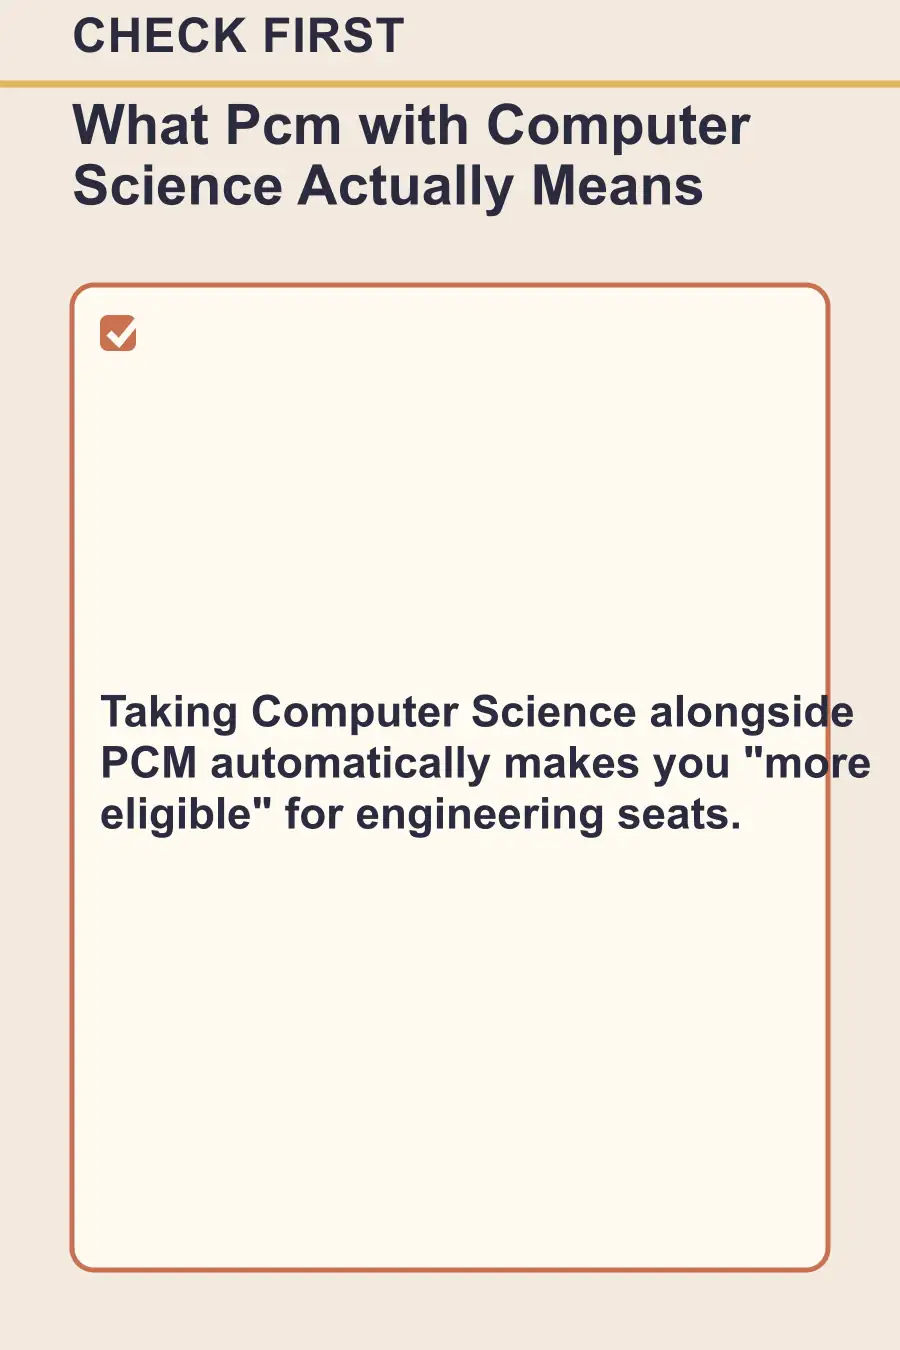 CHECK FIRST
What Pcm with Computer
Science Actually Means
Taking Computer Science alongside
PCM automatically makes you "more
eligible" for engineering seats.